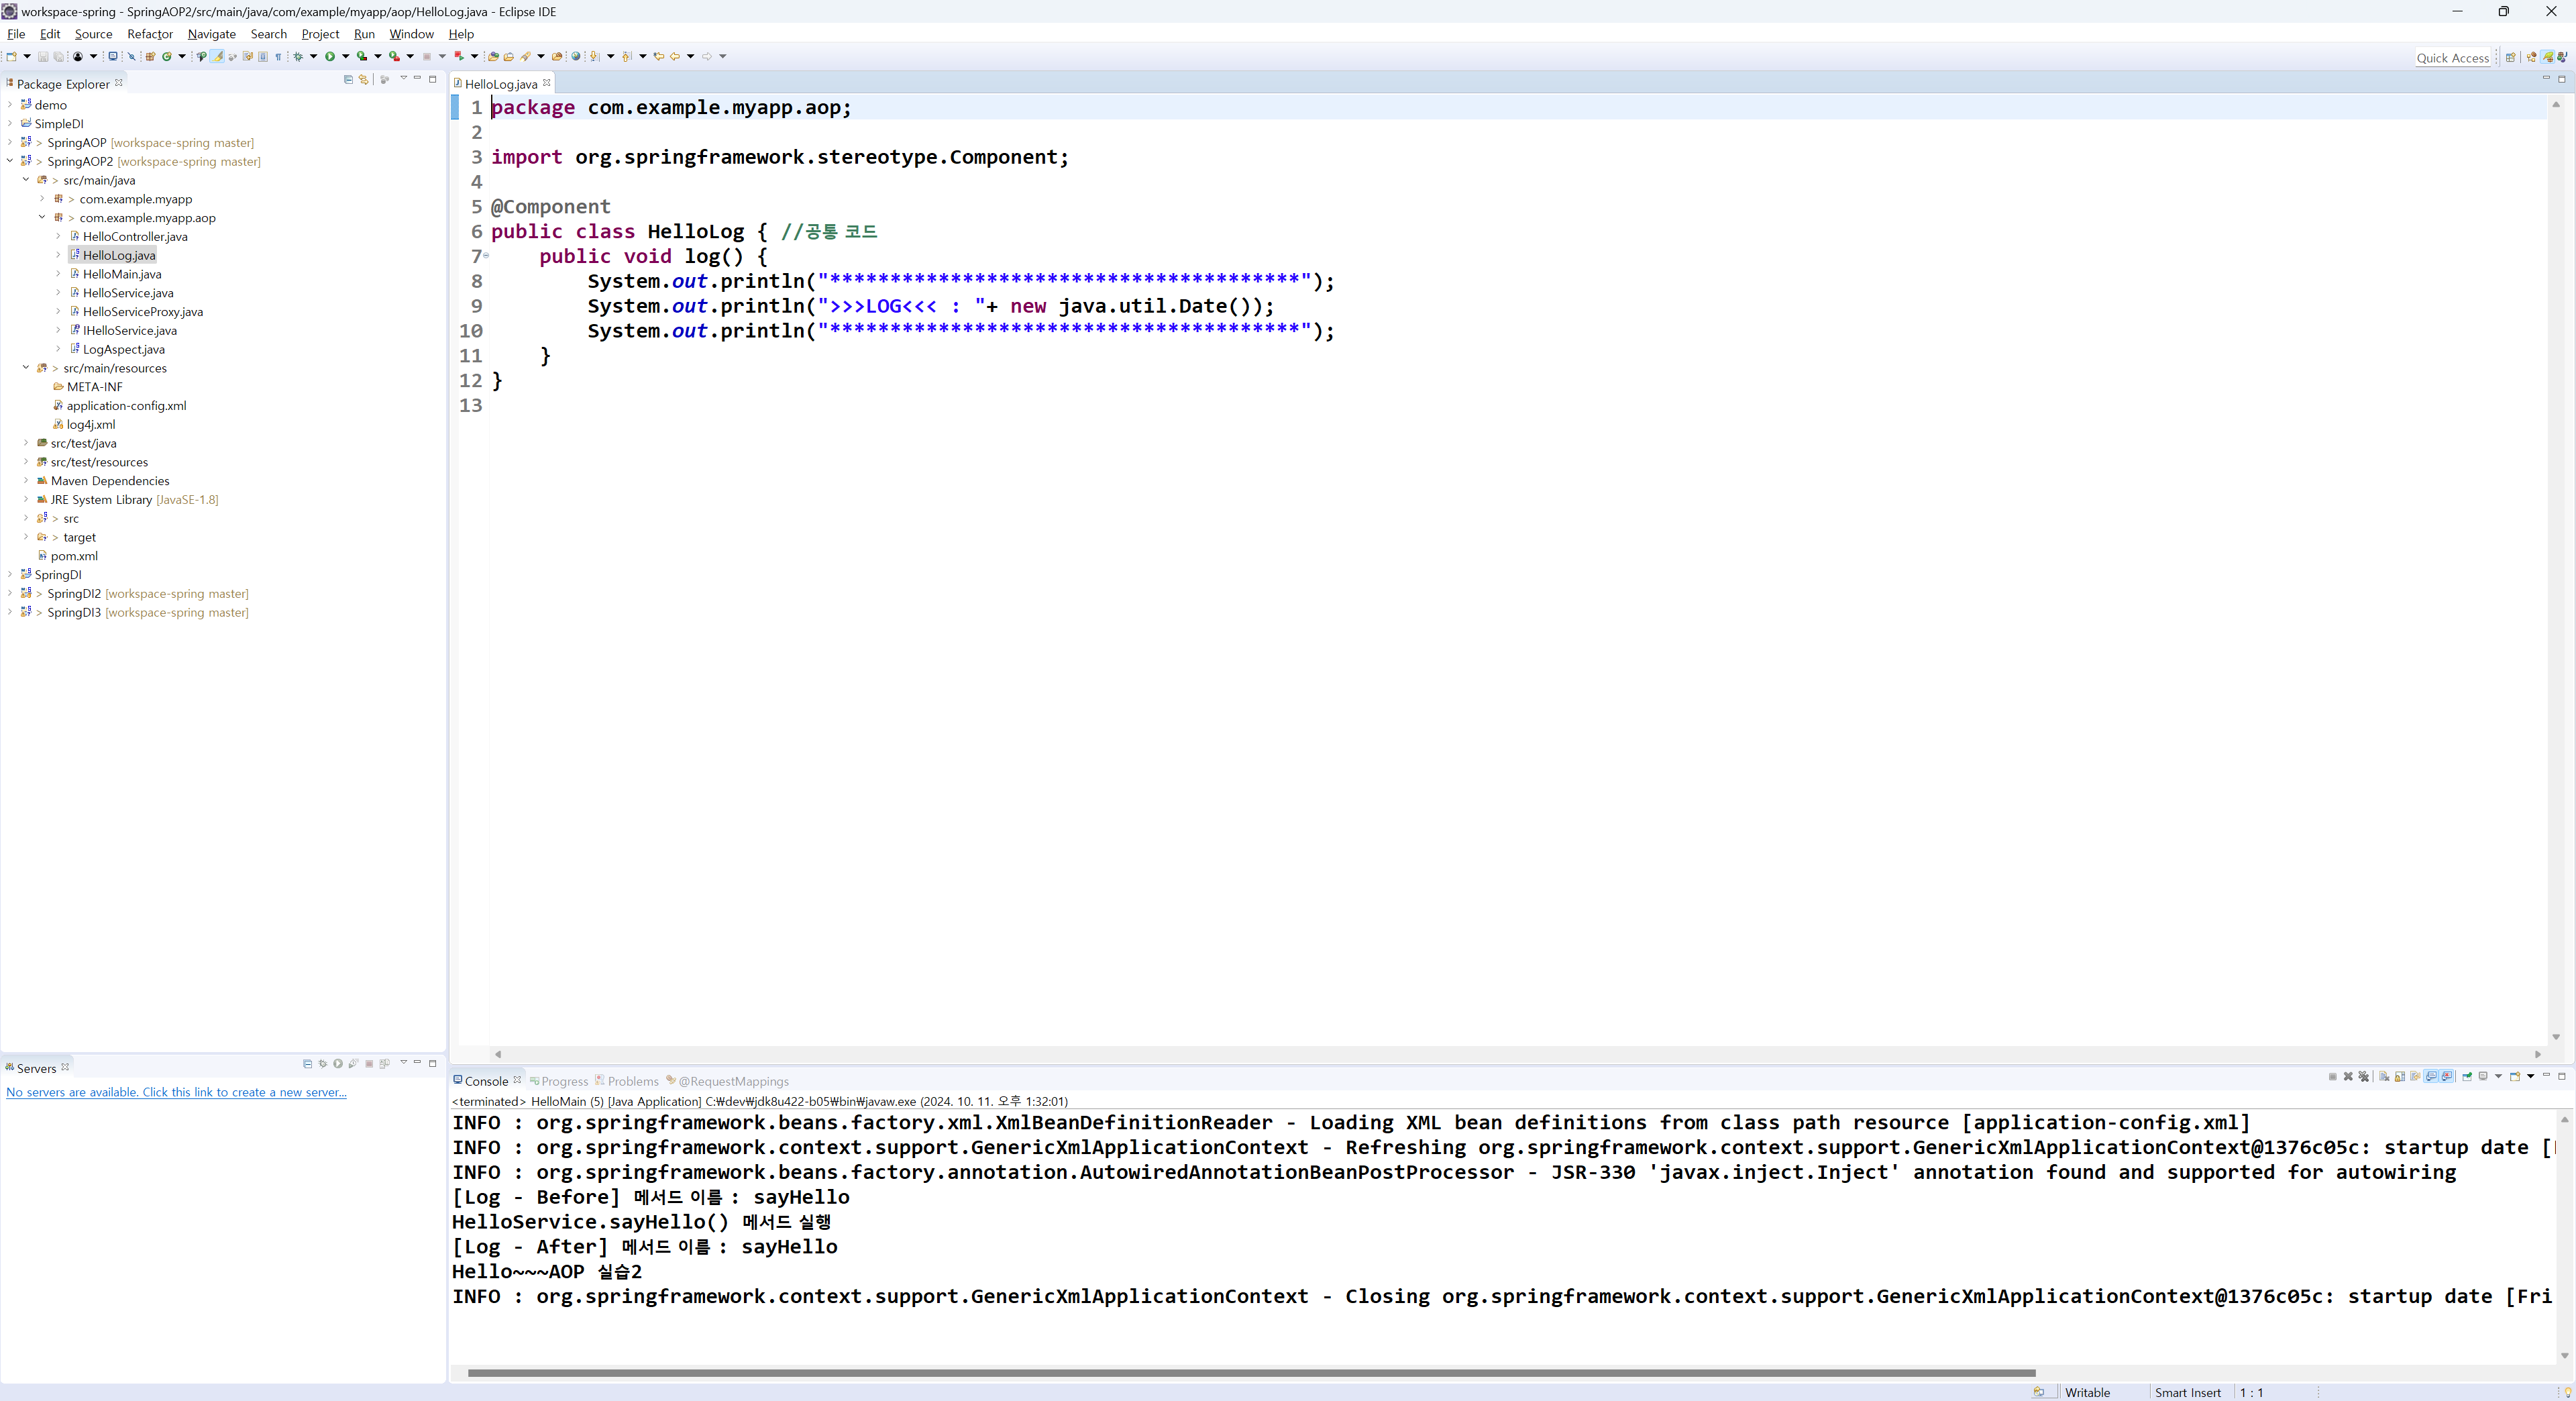 workspace-spring - SpringAOP2/src/main/java/com/example/myapp/aop/HelloLog.java - Eclipse IDE
File Edit Source Refactor Navigate Search Project Run Window Help
Quick Access
Package Explorer
demo
SimpleDI
> SpringAOP [workspace-spring master]
> SpringAOP2 [workspace-spring master]
> src/main/java
> com.example.myapp
> com.example.myapp.aop
HelloController.java
HelloLog.java
HelloMain.java
HelloService.java
HelloServiceProxy.java
IHelloService.java
LogAspect.java
> src/main/resources
META-INF
application-config.xml
log4j.xml
src/test/java
src/test/resources
Maven Dependencies
JRE System Library [JavaSE-1.8]
> src
> target
pom.xml
SpringDI
> SpringDI2 [workspace-spring master]
> SpringDI3 [workspace-spring master]
Servers
No servers are available. Click this link to create a new server...
HelloLog.java
1 package com.example.myapp.aop;
2
3 import org.springframework.stereotype.Component;
4
5 @Component
6 public class HelloLog { //공통 코드
7 public void log() {
8 System.out.println("***************************************");
9 System.out.println(">>>LOG<<< : "+ new java.util.Date());
10 System.out.println("***************************************");
11 }
12 }
13
Console Progress Problems @RequestMappings
<terminated> HelloMain (5) [Java Application] C:₩dev₩jdk8u422-b05₩bin₩javaw.exe (2024. 10. 11. 오후 1:32:01)
INFO : org.springframework.beans.factory.xml.XmlBeanDefinitionReader - Loading XML bean definitions from class path resource [application-config.xml]
INFO : org.springframework.context.support.GenericXmlApplicationContext - Refreshing org.springframework.context.support.GenericXmlApplicationContext@1376c05c: startup date [
INFO : org.springframework.beans.factory.annotation.AutowiredAnnotationBeanPostProcessor - JSR-330 'javax.inject.Inject' annotation found and supported for autowiring
[Log - Before] 메서드 이름 : sayHello
HelloService.sayHello() 메서드 실행
[Log - After] 메서드 이름 : sayHello
Hello~~~AOP 실습2
INFO : org.springframework.context.support.GenericXmlApplicationContext - Closing org.springframework.context.support.GenericXmlApplicationContext@1376c05c: startup date [Fri
Writable Smart Insert 1 : 1